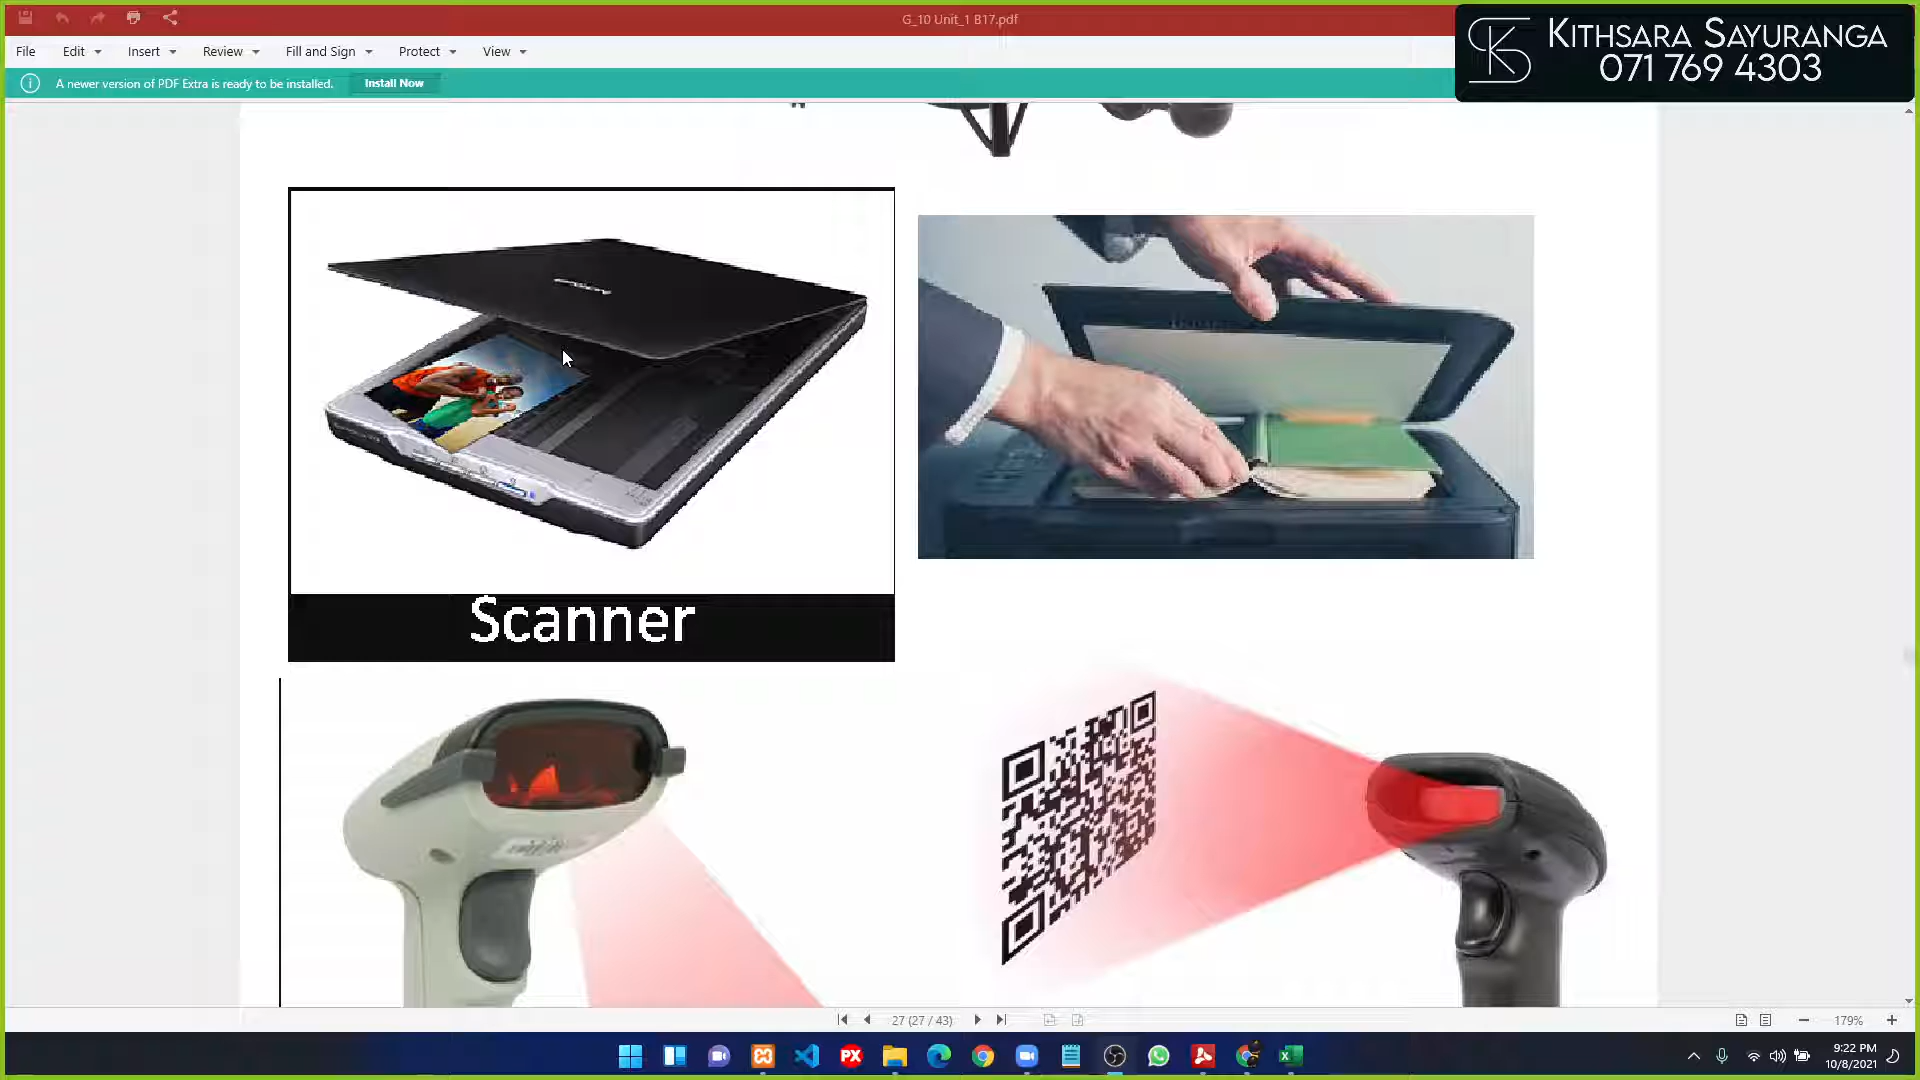 G_10 Unit_1 B17.pdf
KITHSARA SAYURANGA
071 769 4303
File Edit Insert Review Fill and Sign Protect View
A newer version of PDF Extra is ready to be installed. Install Now
Scanner
27 (27 / 43)
179%
9:22 PM
10/8/2021